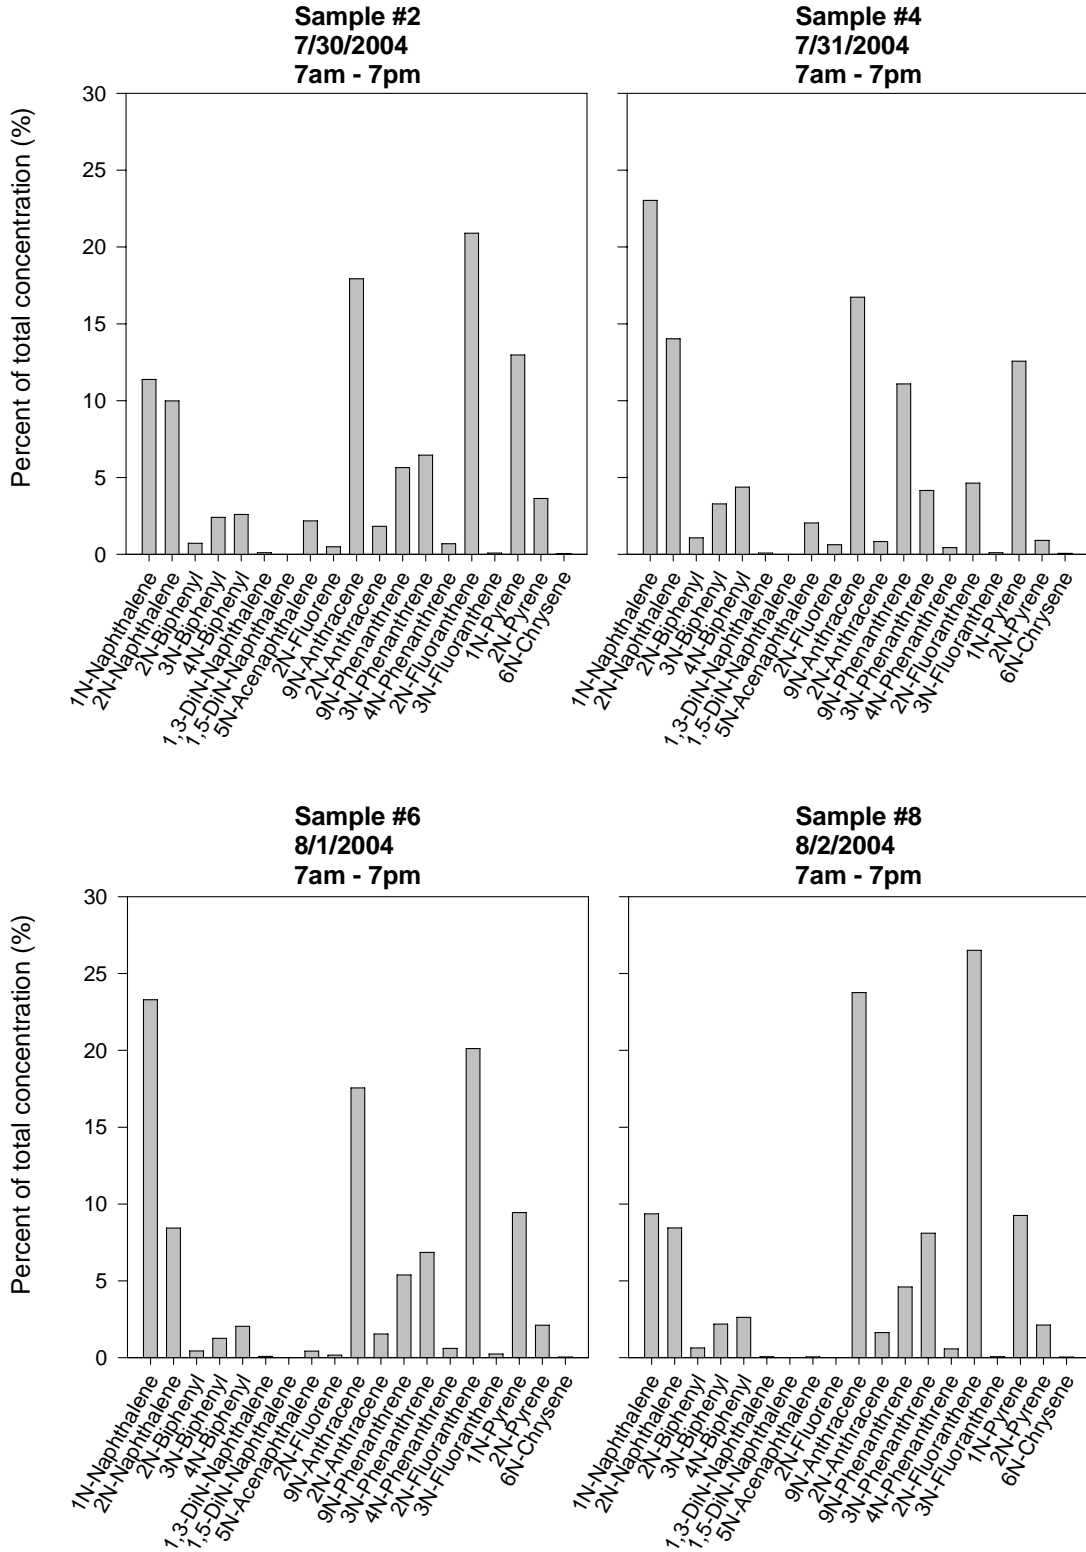 Sample #2
7/30/2004
7am - 7pm
Sample #4
7/31/2004
7am - 7pm
Percent of total concentration (%)
30
25
20
15
10
5
0
1N-Naphthalene
2N-Naphthalene
2N-Biphenyl
3N-Biphenyl
4N-Biphenyl
1,3-DiN-Naphthalene
1,5-DiN-Naphthalene
5N-Acenaphthalene
2N-Fluorene
9N-Anthracene
2N-Anthracene
9N-Phenanthrene
3N-Phenanthrene
4N-Phenanthrene
2N-Fluoranthene
3N-Fluoranthene
1N-Pyrene
2N-Pyrene
6N-Chrysene
1N-Naphthalene
2N-Naphthalene
2N-Biphenyl
3N-Biphenyl
4N-Biphenyl
1,3-DiN-Naphthalene
1,5-DiN-Naphthalene
5N-Acenaphthalene
2N-Fluorene
9N-Anthracene
2N-Anthracene
9N-Phenanthrene
3N-Phenanthrene
4N-Phenanthrene
2N-Fluoranthene
3N-Fluoranthene
1N-Pyrene
2N-Pyrene
6N-Chrysene
Sample #6
8/1/2004
7am - 7pm
Sample #8
8/2/2004
7am - 7pm
Percent of total concentration (%)
30
25
20
15
10
5
0
1N-Naphthalene
2N-Naphthalene
2N-Biphenyl
3N-Biphenyl
4N-Biphenyl
1,3-DiN-Naphthalene
1,5-DiN-Naphthalene
5N-Acenaphthalene
2N-Fluorene
9N-Anthracene
2N-Anthracene
9N-Phenanthrene
3N-Phenanthrene
4N-Phenanthrene
2N-Fluoranthene
3N-Fluoranthene
1N-Pyrene
2N-Pyrene
6N-Chrysene
1N-Naphthalene
2N-Naphthalene
2N-Biphenyl
3N-Biphenyl
4N-Biphenyl
1,3-DiN-Naphthalene
1,5-DiN-Naphthalene
5N-Acenaphthalene
2N-Fluorene
9N-Anthracene
2N-Anthracene
9N-Phenanthrene
3N-Phenanthrene
4N-Phenanthrene
2N-Fluoranthene
3N-Fluoranthene
1N-Pyrene
2N-Pyrene
6N-Chrysene